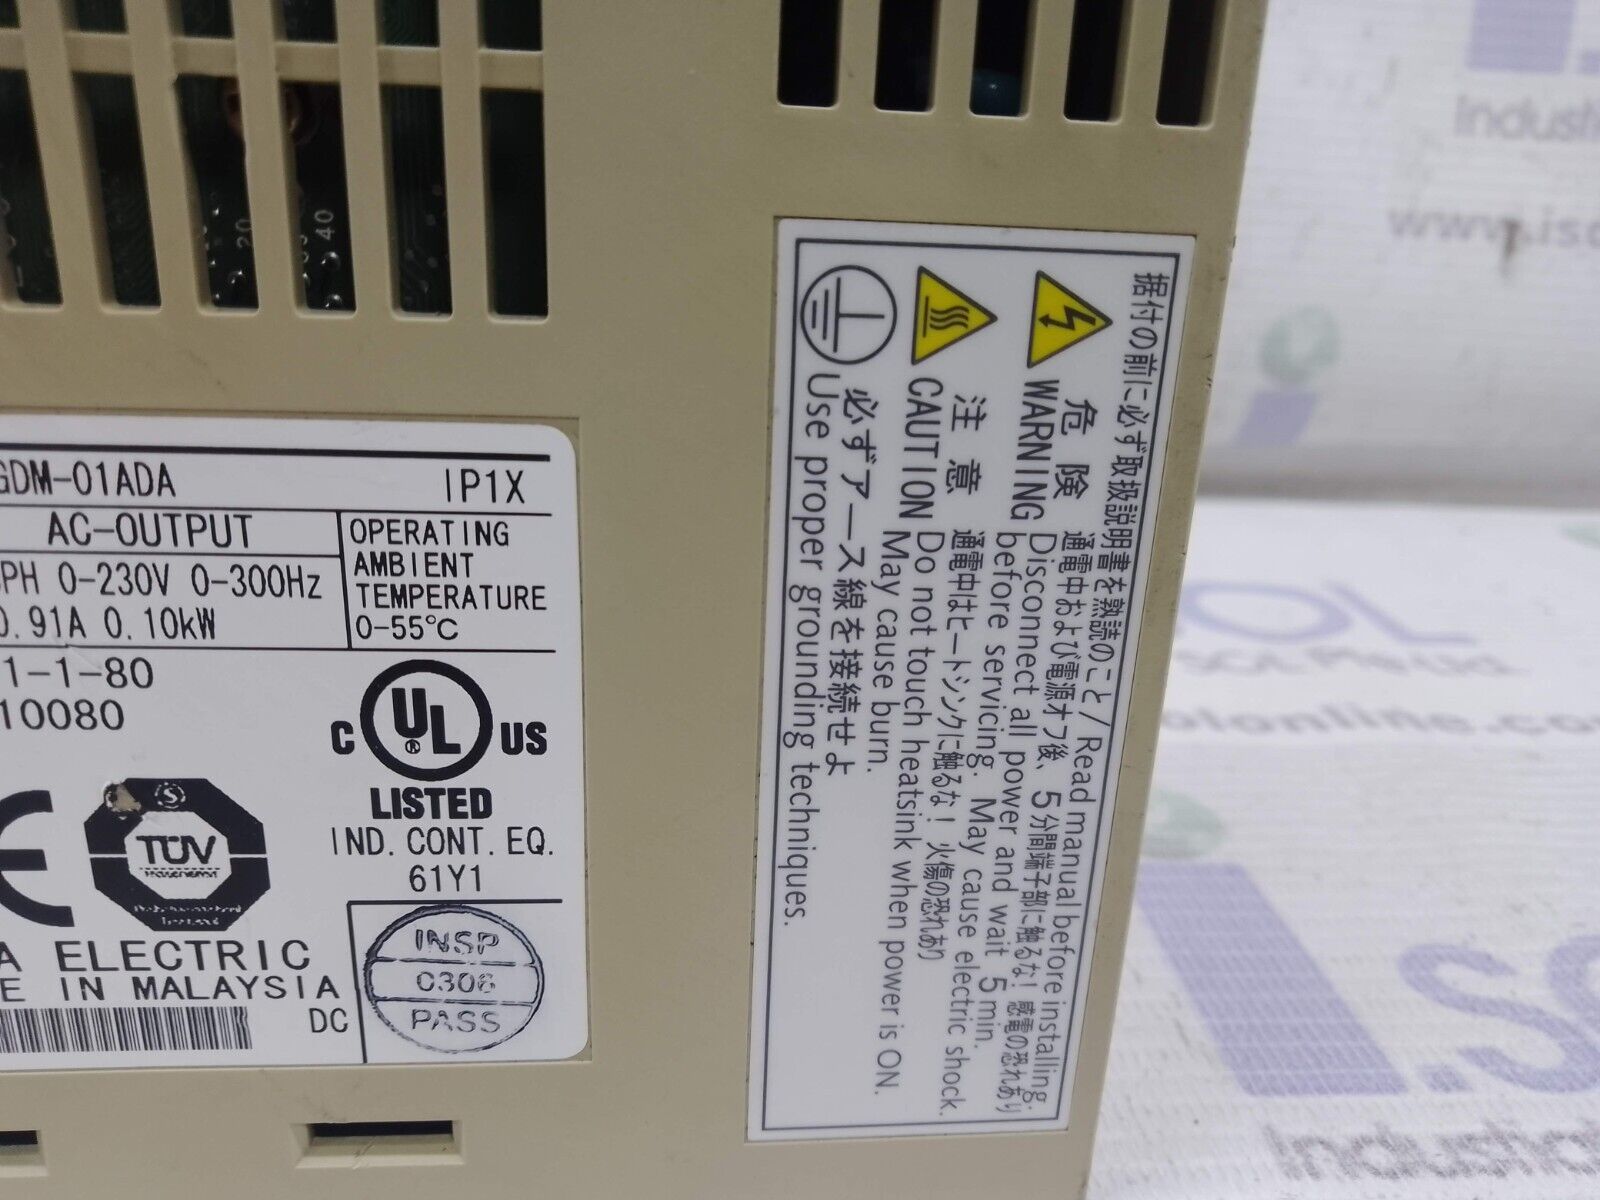 GDM-01ADA IP1X
AC-OUTPUT
OPERATING
AMBIENT
TEMPERATURE
0-55℃
PH 0-230V 0-300Hz
0.91A 0.10kW
1-1-80
10080
C UL ® US
LISTED
IND. CONT. EQ.
61Y1
CE
TÜV
A ELECTRIC
E IN MALAYSIA
DC
INSP
0306
PASS
据付の前に必ず取扱説明書を熟読のこと / Read manual before installing.
危険 通電中および電源オフ後、5分間端子部に触るな! 感電の恐れあり
WARNING Disconnect all power and wait 5 min.
before servicing. May cause electric shock.
注意 通電中はヒートシンクに触るな! 火傷の恐れあり
CAUTION Do not touch heatsink when power is ON.
May cause burn.
必ずアース線を接続せよ
Use proper grounding techniques.
20
40